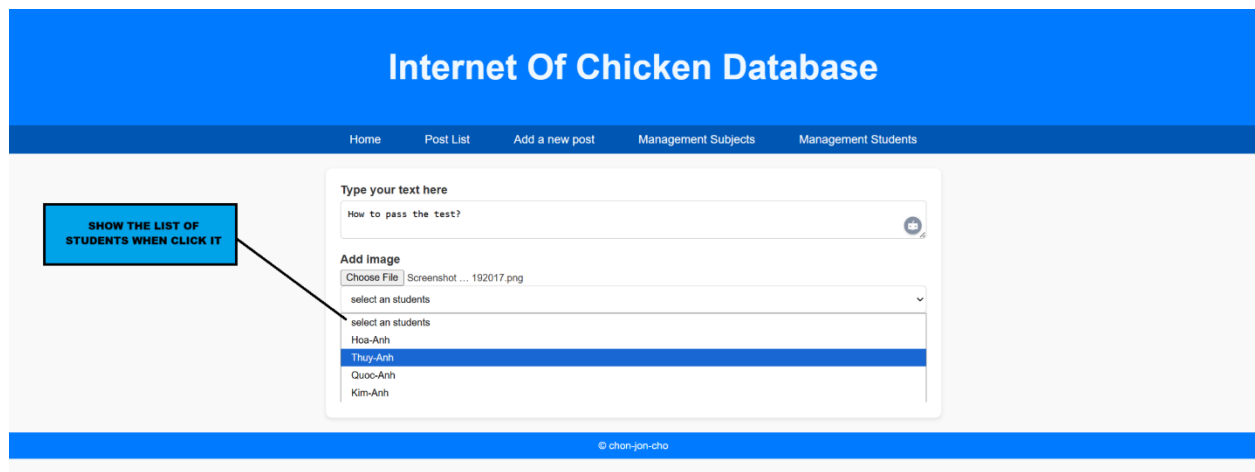 Internet Of Chicken Database
Home Post List Add a new post Management Subjects Management Students
Type your text here
How to pass the test?
SHOW THE LIST OF
STUDENTS WHEN CLICK IT
Add image
Choose File Screenshot ... 192017.png
select an students
select an students
Hoa-Anh
Thuy-Anh
Quoc-Anh
Kim-Anh
© chon-jon-cho